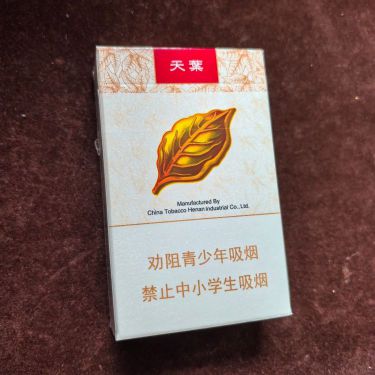 天葉
Manufactured By
China Tobacco Henan Industrial Co., Ltd.
劝阻青少年吸烟
禁止中小学生吸烟